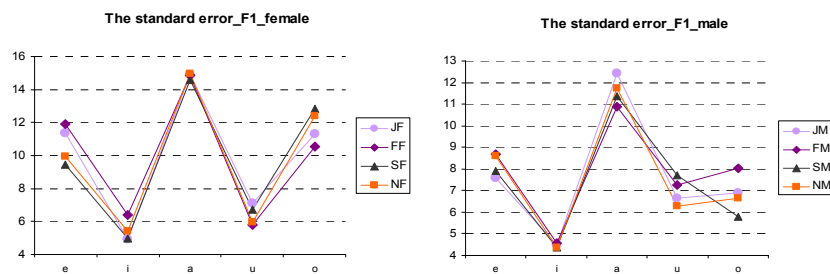 The standard error_F1_female
16
14
12
10
8
6
4
e i a u o
JF
FF
SF
NF
The standard error_F1_male
13
12
11
10
9
8
7
6
5
4
e i a u o
JM
FM
SM
NM